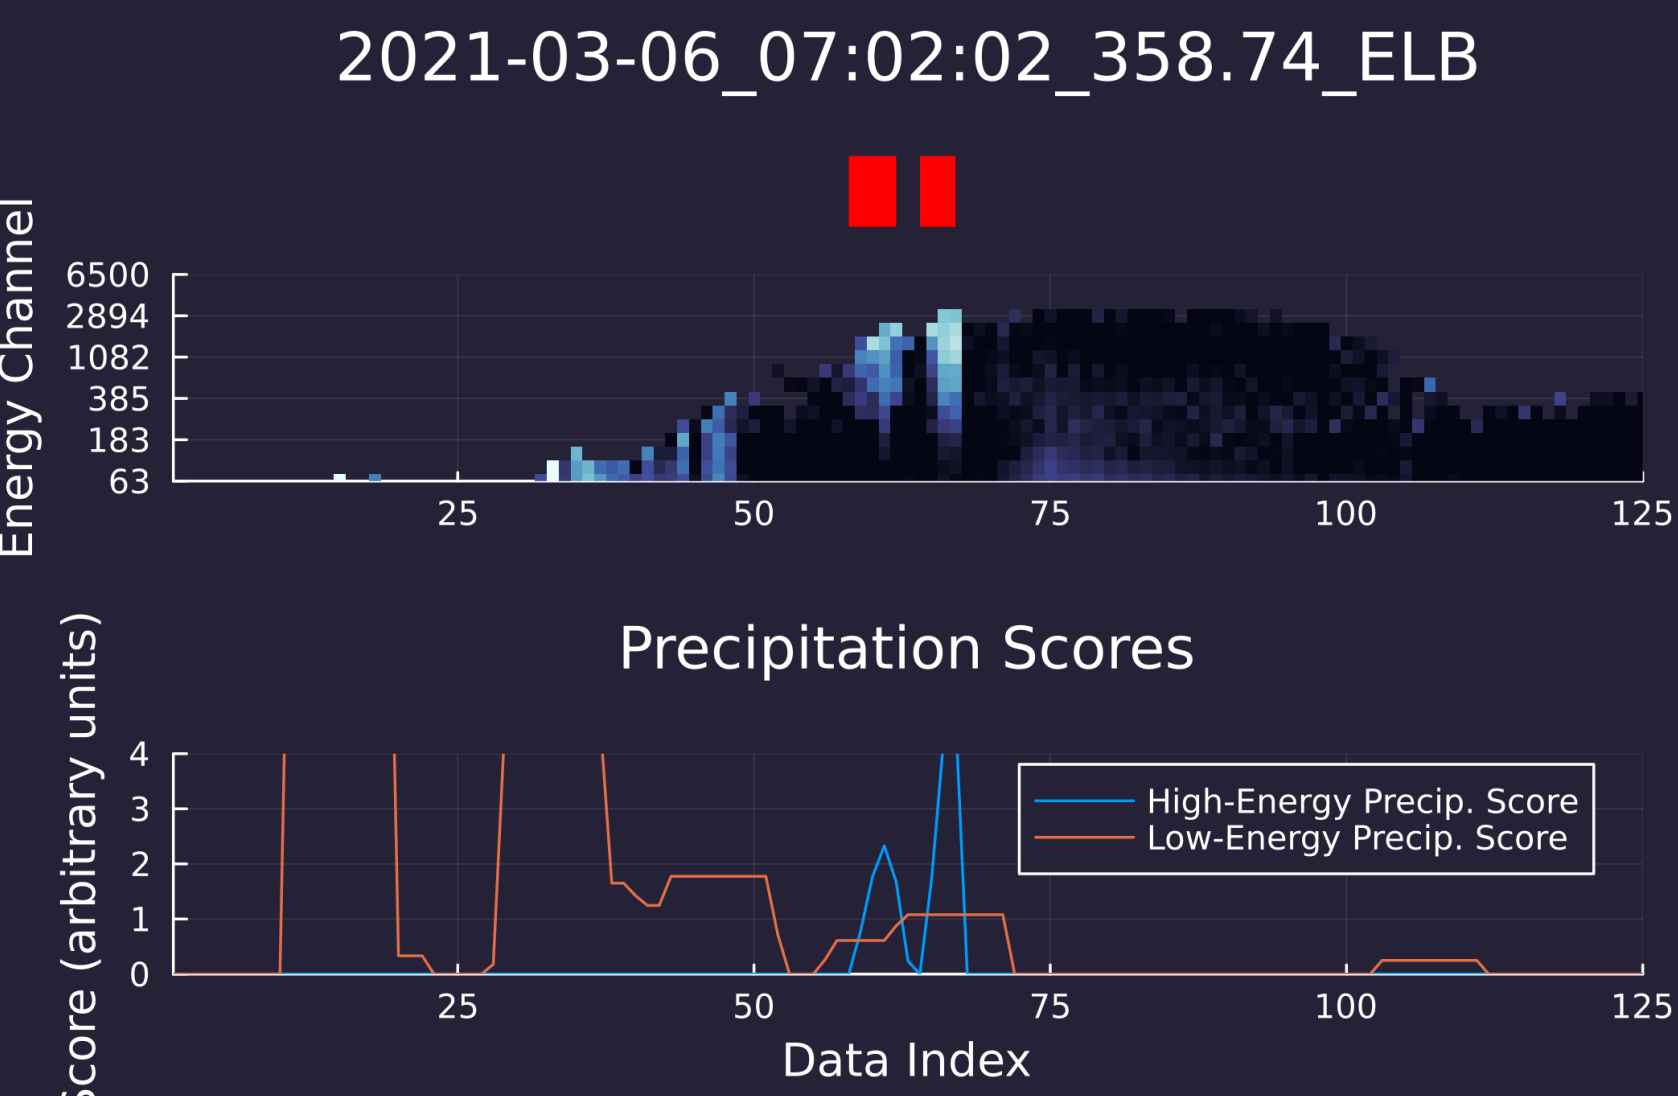 2021-03-06_07:02:02_358.74_ELB
Energy Channel
6500
2894
1082
385
183
63
25 50 75 100 125
Precipitation Scores
Score (arbitrary units)
4
3
2
1
0
High-Energy Precip. Score
Low-Energy Precip. Score
25 50 75 100 125
Data Index